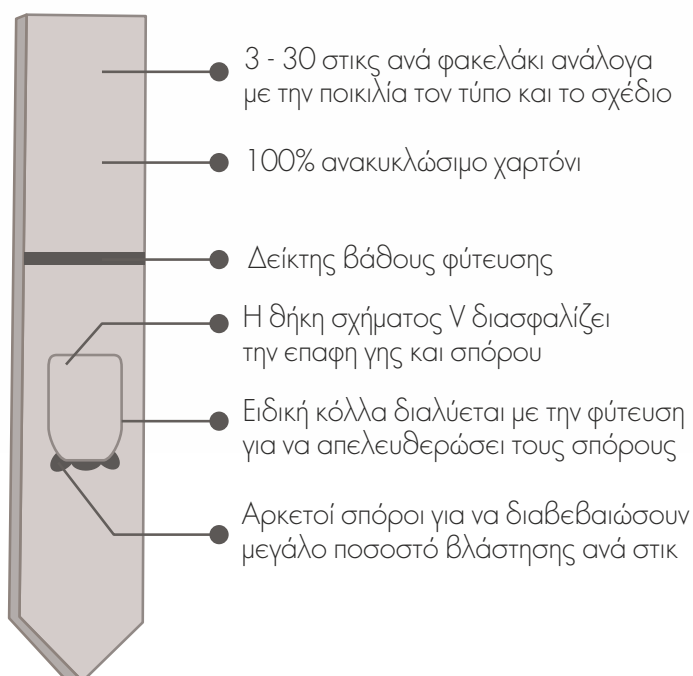 3 - 30 στικς ανά φακελάκι ανάλογα
με την ποικιλία τον τύπο και το σχέδιο
100% ανακυκλώσιμο χαρτόνι
Δείκτης βάθους φύτευσης
Η θήκη σχήματος V διασφαλίζει
την επαφη γης και σπόρου
Ειδική κόλλα διαλύεται με την φύτευση
για να απελευθερώσει τους σπόρους
Αρκετοί σπόροι για να διαβεβαιώσουν
μεγάλο ποσοστό βλάστησης ανά στικ